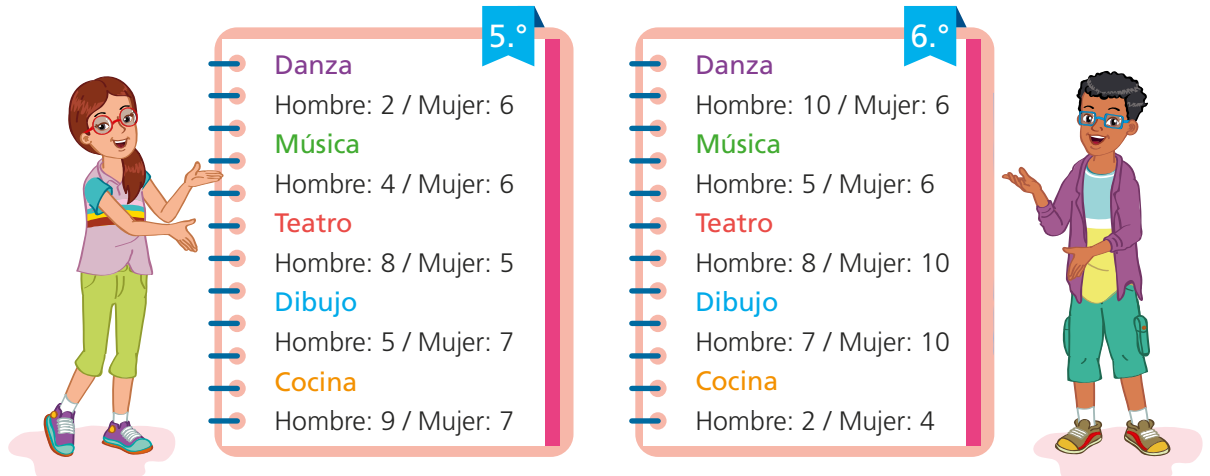 5.°
Danza
Hombre: 2 / Mujer: 6
Música
Hombre: 4 / Mujer: 6
Teatro
Hombre: 8 / Mujer: 5
Dibujo
Hombre: 5 / Mujer: 7
Cocina
Hombre: 9 / Mujer: 7
6.°
Danza
Hombre: 10 / Mujer: 6
Música
Hombre: 5 / Mujer: 6
Teatro
Hombre: 8 / Mujer: 10
Dibujo
Hombre: 7 / Mujer: 10
Cocina
Hombre: 2 / Mujer: 4